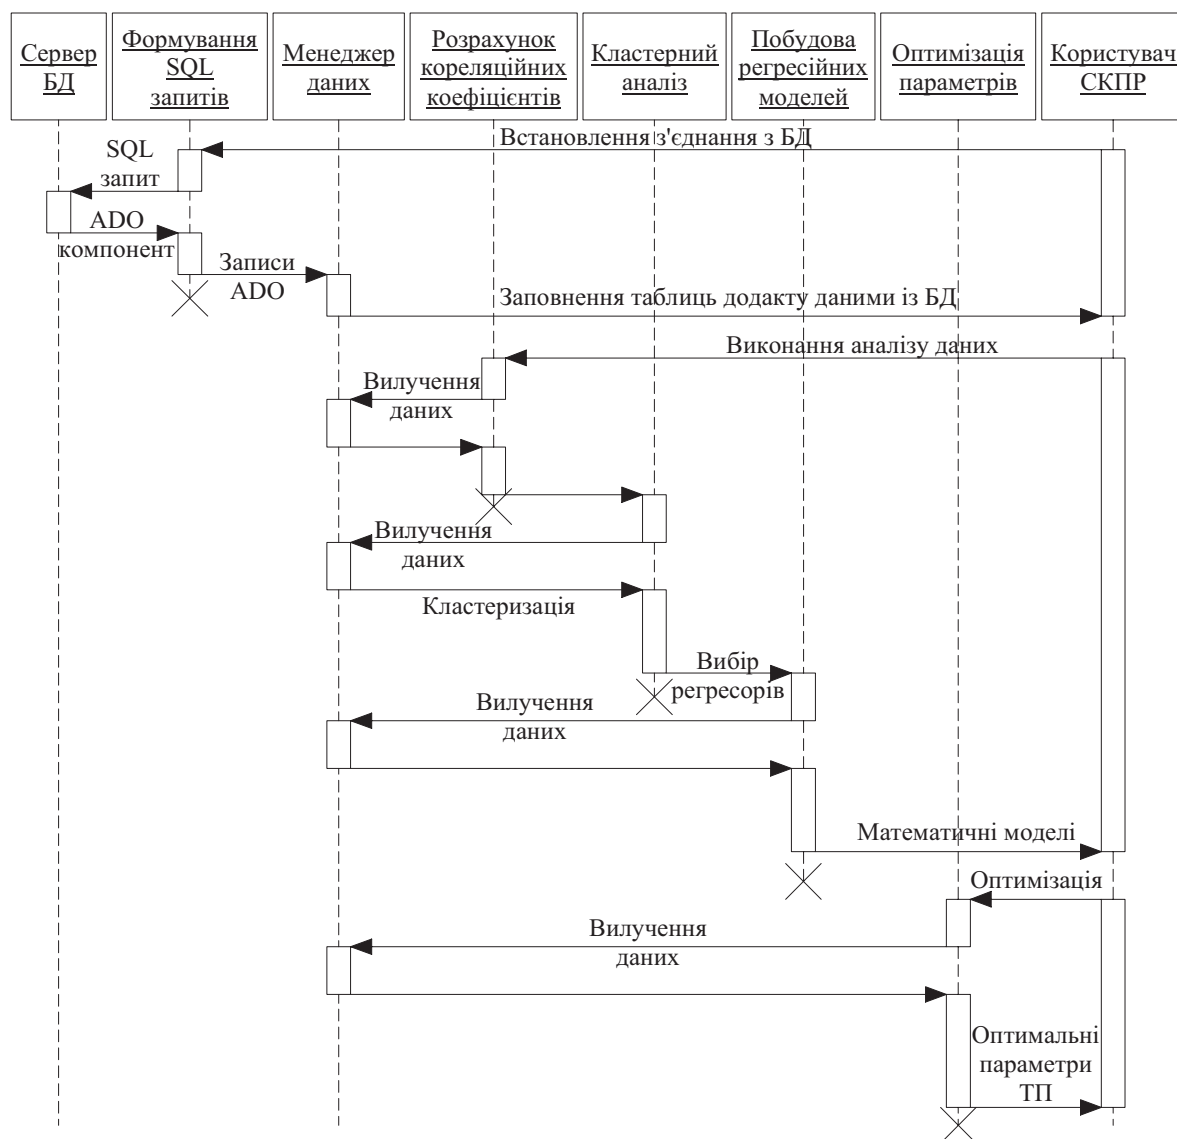 Сервер
БД
Формування
SQL
запитів
Менеджер
даних
Розрахунок
кореляційних
коефіцієнтів
Кластерний
аналіз
Побудова
регресійних
моделей
Оптимізація
параметрів
Користувач
СКПР
Встановлення з'єднання з БД
SQL
запит
ADO
компонент
Записи
ADO
Заповнення таблиць додакту даними із БД
Виконання аналізу даних
Вилучення
даних
Вилучення
даних
Кластеризація
Вибір
регресорів
Вилучення
даних
Математичні моделі
Оптимізація
Вилучення
даних
Оптимальні
параметри
ТП